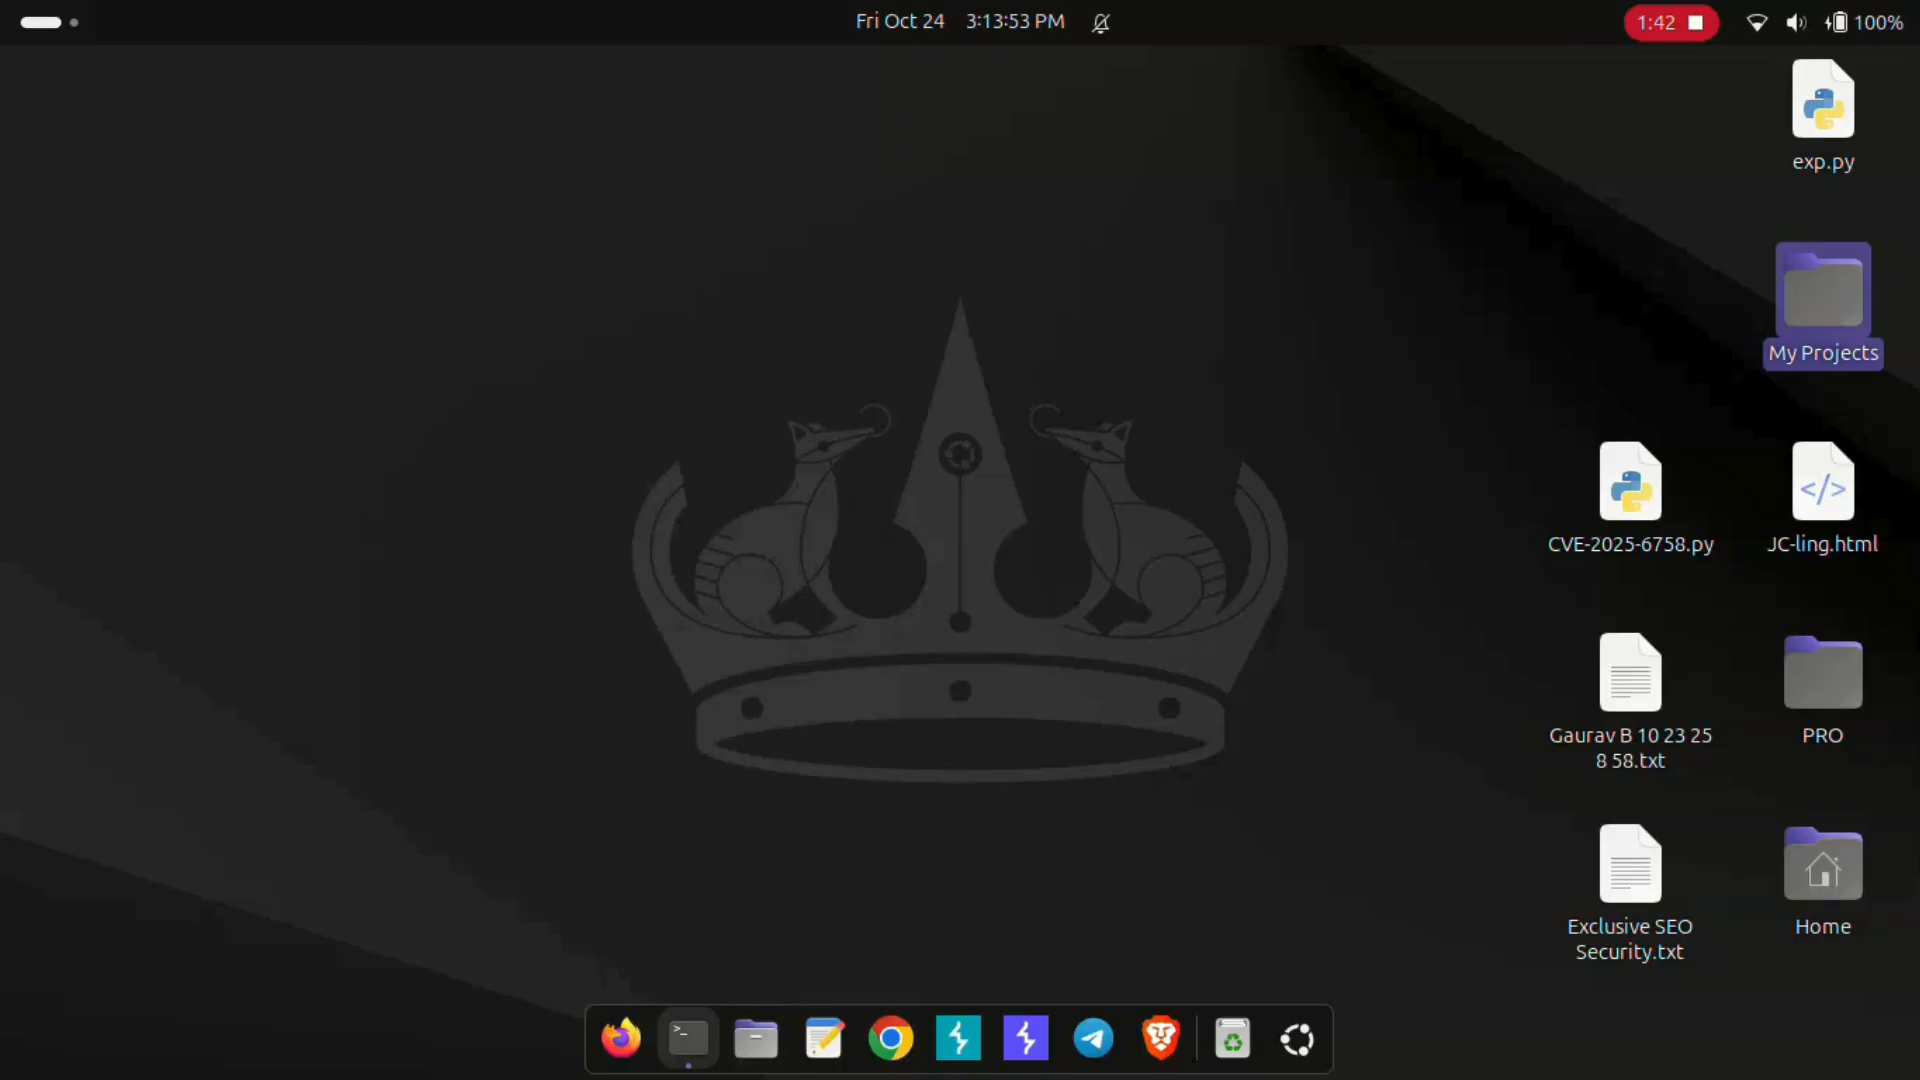 Fri Oct 24 3:13:53 PM
1:42
100%
exp.py
My Projects
CVE-2025-6758.py
JC-ling.html
Gaurav B 10 23 25
8 58.txt
PRO
Exclusive SEO
Security.txt
Home